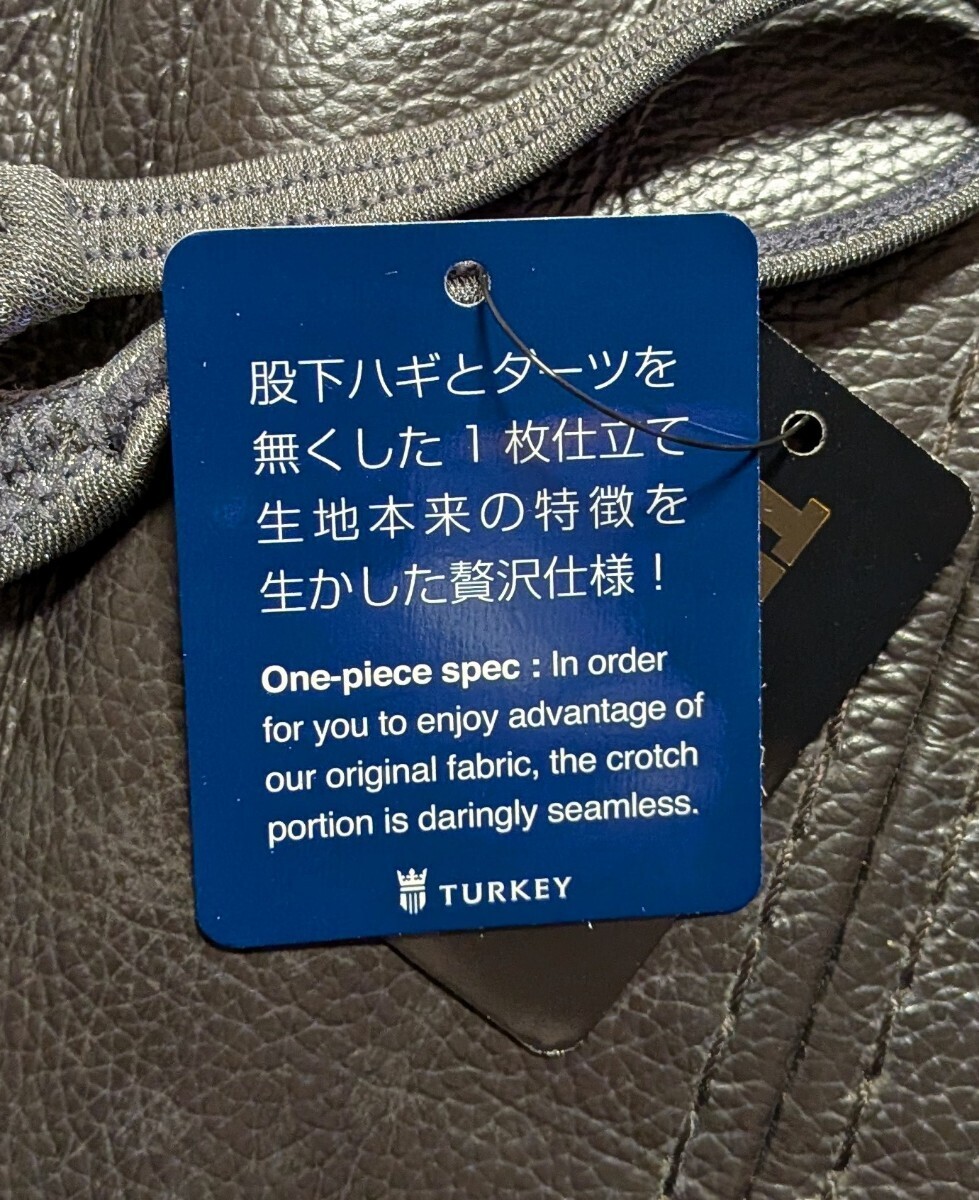 股下ハギとダーツを
無くした1枚仕立て
生地本来の特徴を
生かした贅沢仕様！
One-piece spec : In order
for you to enjoy advantage of
our original fabric, the crotch
portion is daringly seamless.
TURKEY